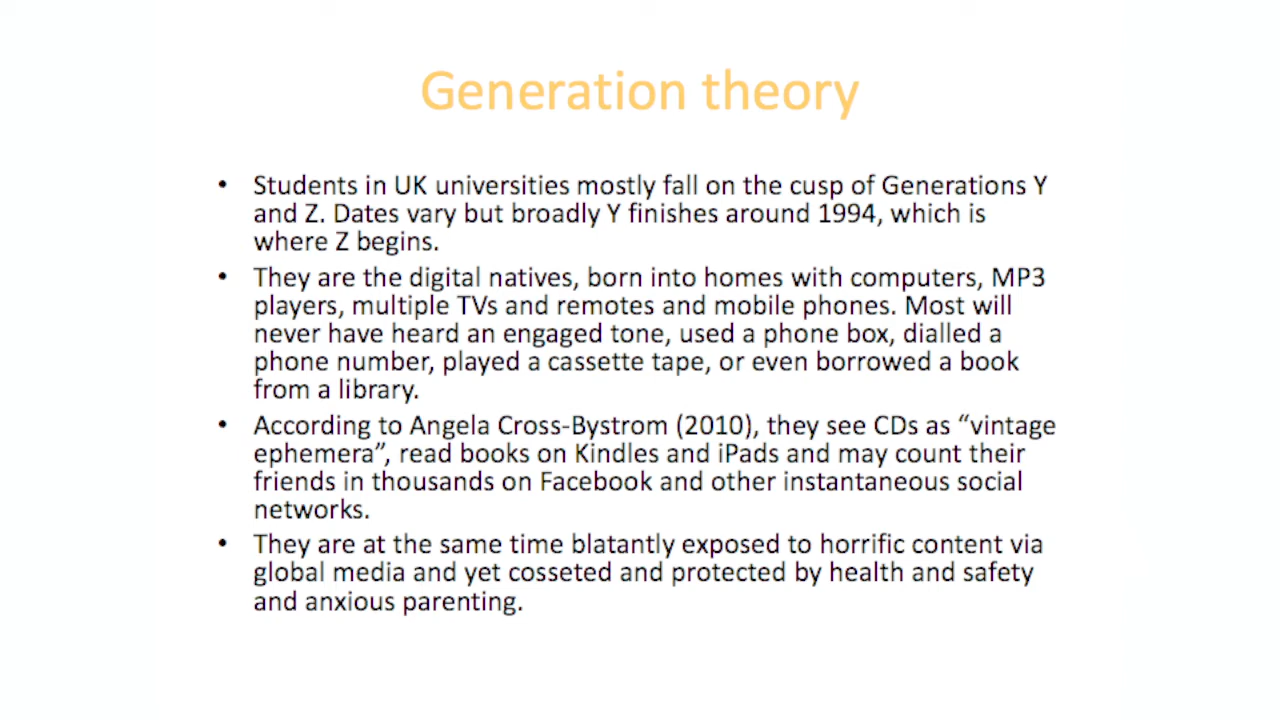 Generation theory
• Students in UK universities mostly fall on the cusp of Generations Y
and Z. Dates vary but broadly Y finishes around 1994, which is
where Z begins.
• They are the digital natives, born into homes with computers, MP3
players, multiple TVs and remotes and mobile phones. Most will
never have heard an engaged tone, used a phone box, dialled a
phone number, played a cassette tape, or even borrowed a book
from a library.
• According to Angela Cross-Bystrom (2010), they see CDs as “vintage
ephemera”, read books on Kindles and iPads and may count their
friends in thousands on Facebook and other instantaneous social
networks.
• They are at the same time blatantly exposed to horrific content via
global media and yet cosseted and protected by health and safety
and anxious parenting.